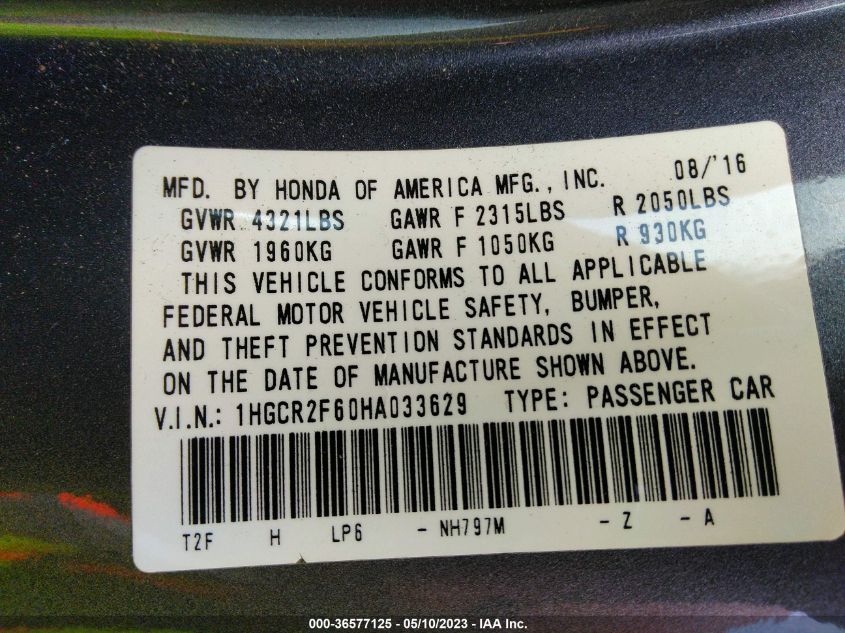 MFD. BY HONDA OF AMERICA MFG., INC. 08/'16
GVWR 4321LBS GAWR F 2315LBS R 2050LBS
GVWR 1960KG GAWR F 1050KG R 930KG
THIS VEHICLE CONFORMS TO ALL APPLICABLE
FEDERAL MOTOR VEHICLE SAFETY, BUMPER,
AND THEFT PREVENTION STANDARDS IN EFFECT
ON THE DATE OF MANUFACTURE SHOWN ABOVE.
V.I.N.: 1HGCR2F60HA033629 TYPE: PASSENGER CAR
T2F H LP6 - NH797M - Z - A
000-36577125 - 05/10/2023 - IAA Inc.